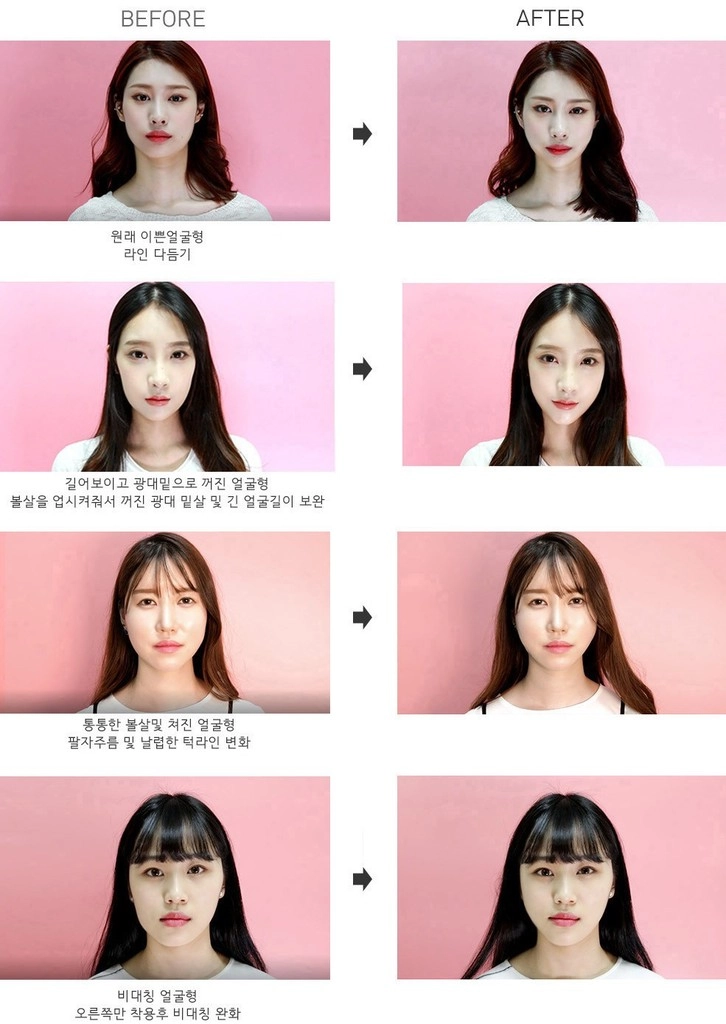 BEFORE
AFTER
원래 이쁜얼굴형
라인 다듬기
길어보이고 광대밑으로 꺼진 얼굴형
볼살을 업시켜줘서 꺼진 광대 밑살 및 긴 얼굴길이 보완
통통한 볼살및 쳐진 얼굴형
팔자주름 및 날렵한 턱라인 변화
비대칭 얼굴형
오른쪽만 착용후 비대칭 완화